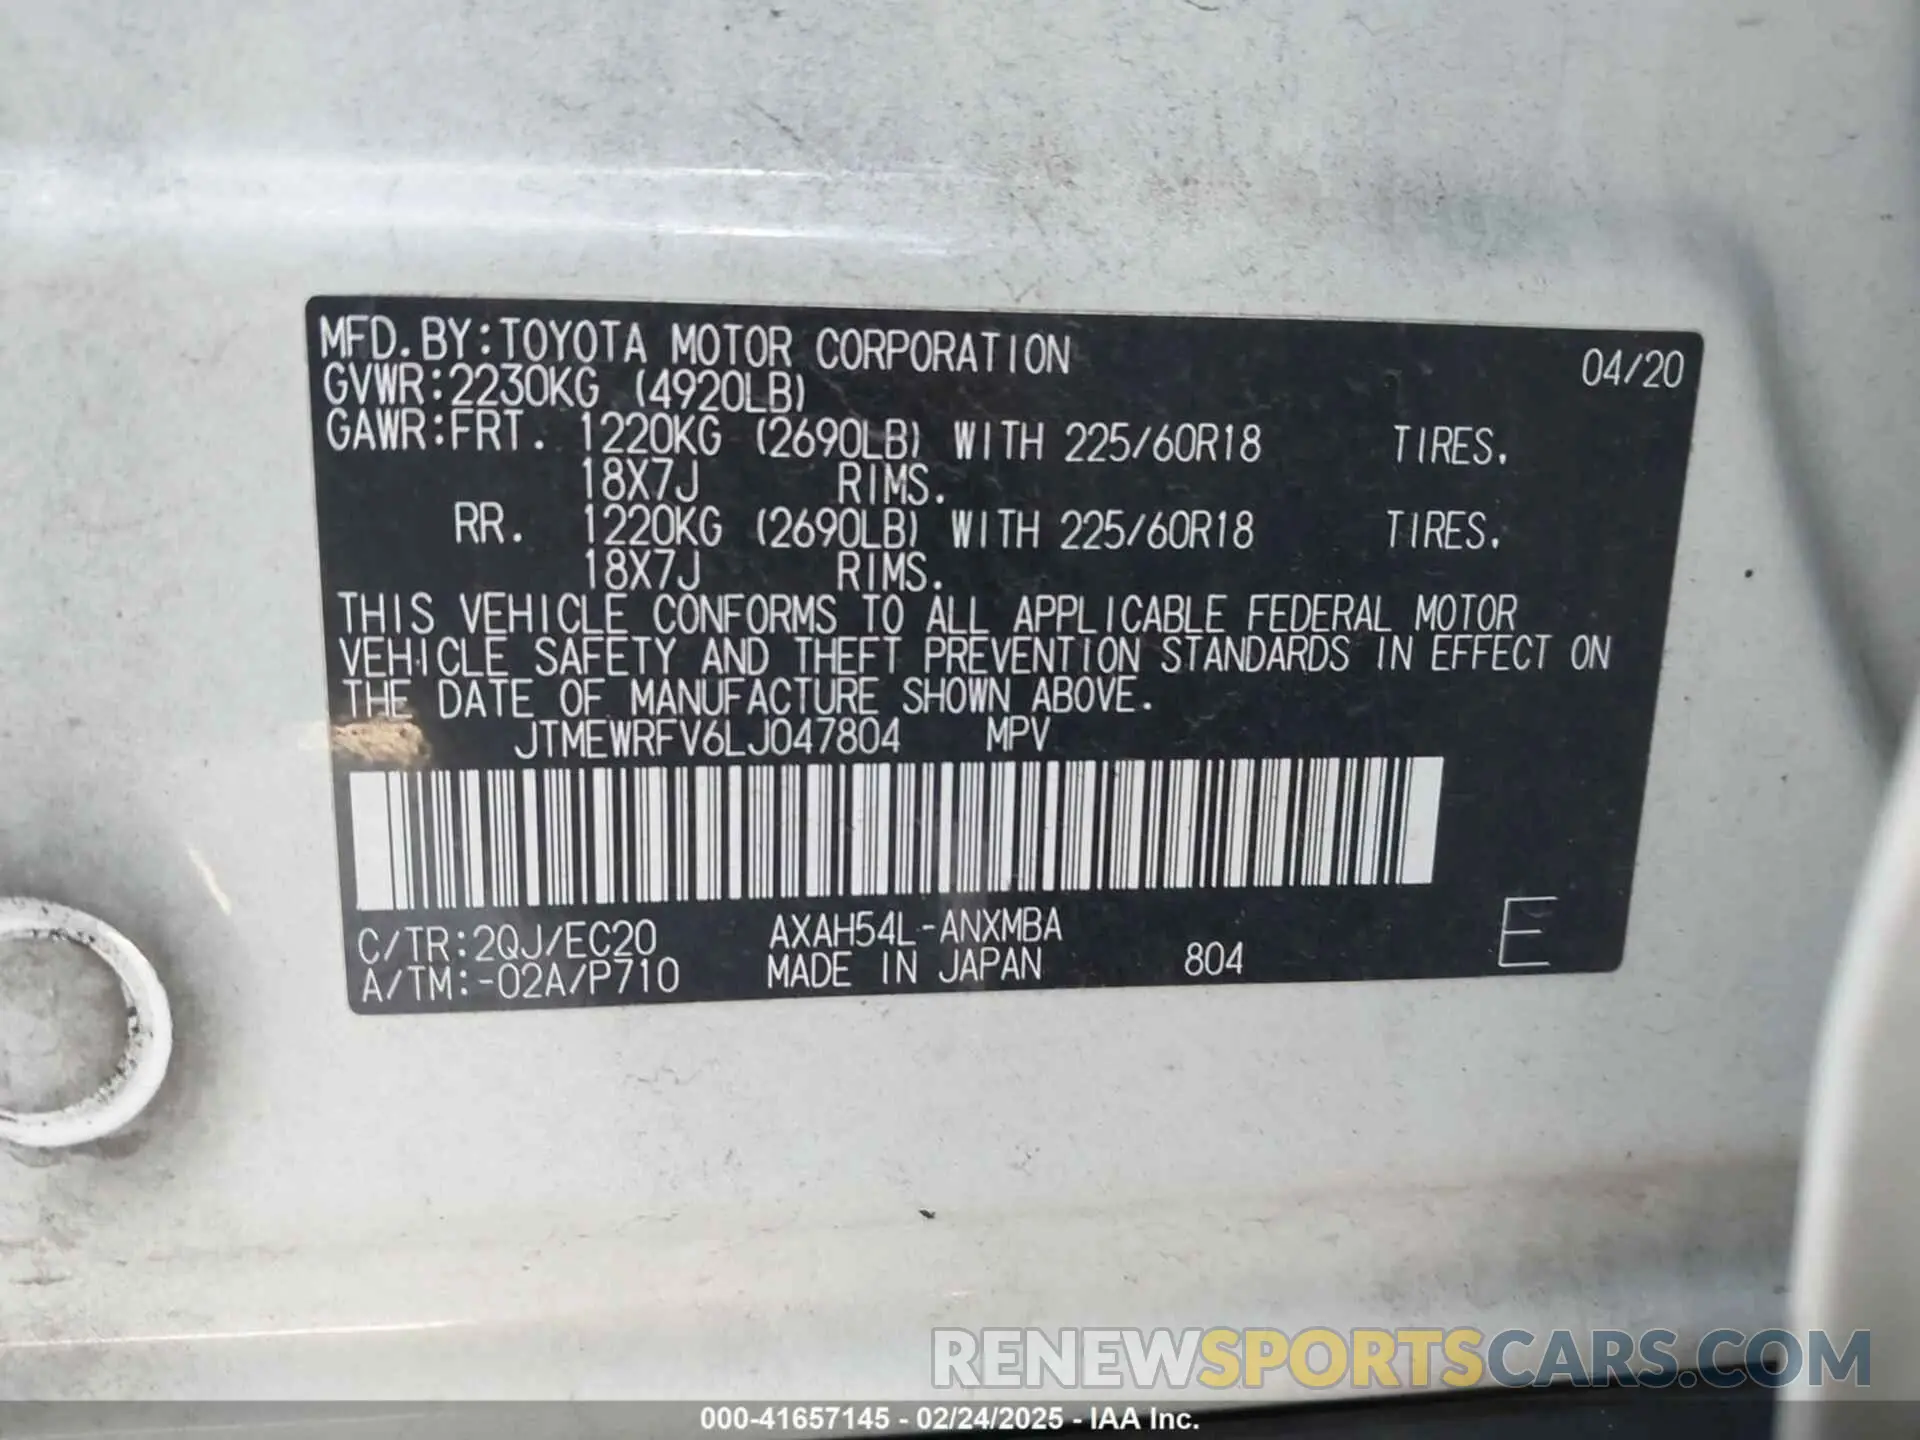 MFD.BY:TOYOTA MOTOR CORPORATION 04/20
GVWR:2230KG (4920LB)
GAWR:FRT. 1220KG (2690LB) WITH 225/60R18 TIRES.
18X7J RIMS.
RR. 1220KG (2690LB) WITH 225/60R18 TIRES.
18X7J RIMS.
THIS VEHICLE CONFORMS TO ALL APPLICABLE FEDERAL MOTOR
VEHICLE SAFETY AND THEFT PREVENTION STANDARDS IN EFFECT ON
THE DATE OF MANUFACTURE SHOWN ABOVE.
JTMEWRFV6LJ047804 MPV
C/TR:2QJ/EC20 AXAH54L-ANXMBA
A/TM:-02A/P710 MADE IN JAPAN 804 E
RENEWSPORTSCARS.COM
000-41657145 - 02/24/2025 - IAA Inc.